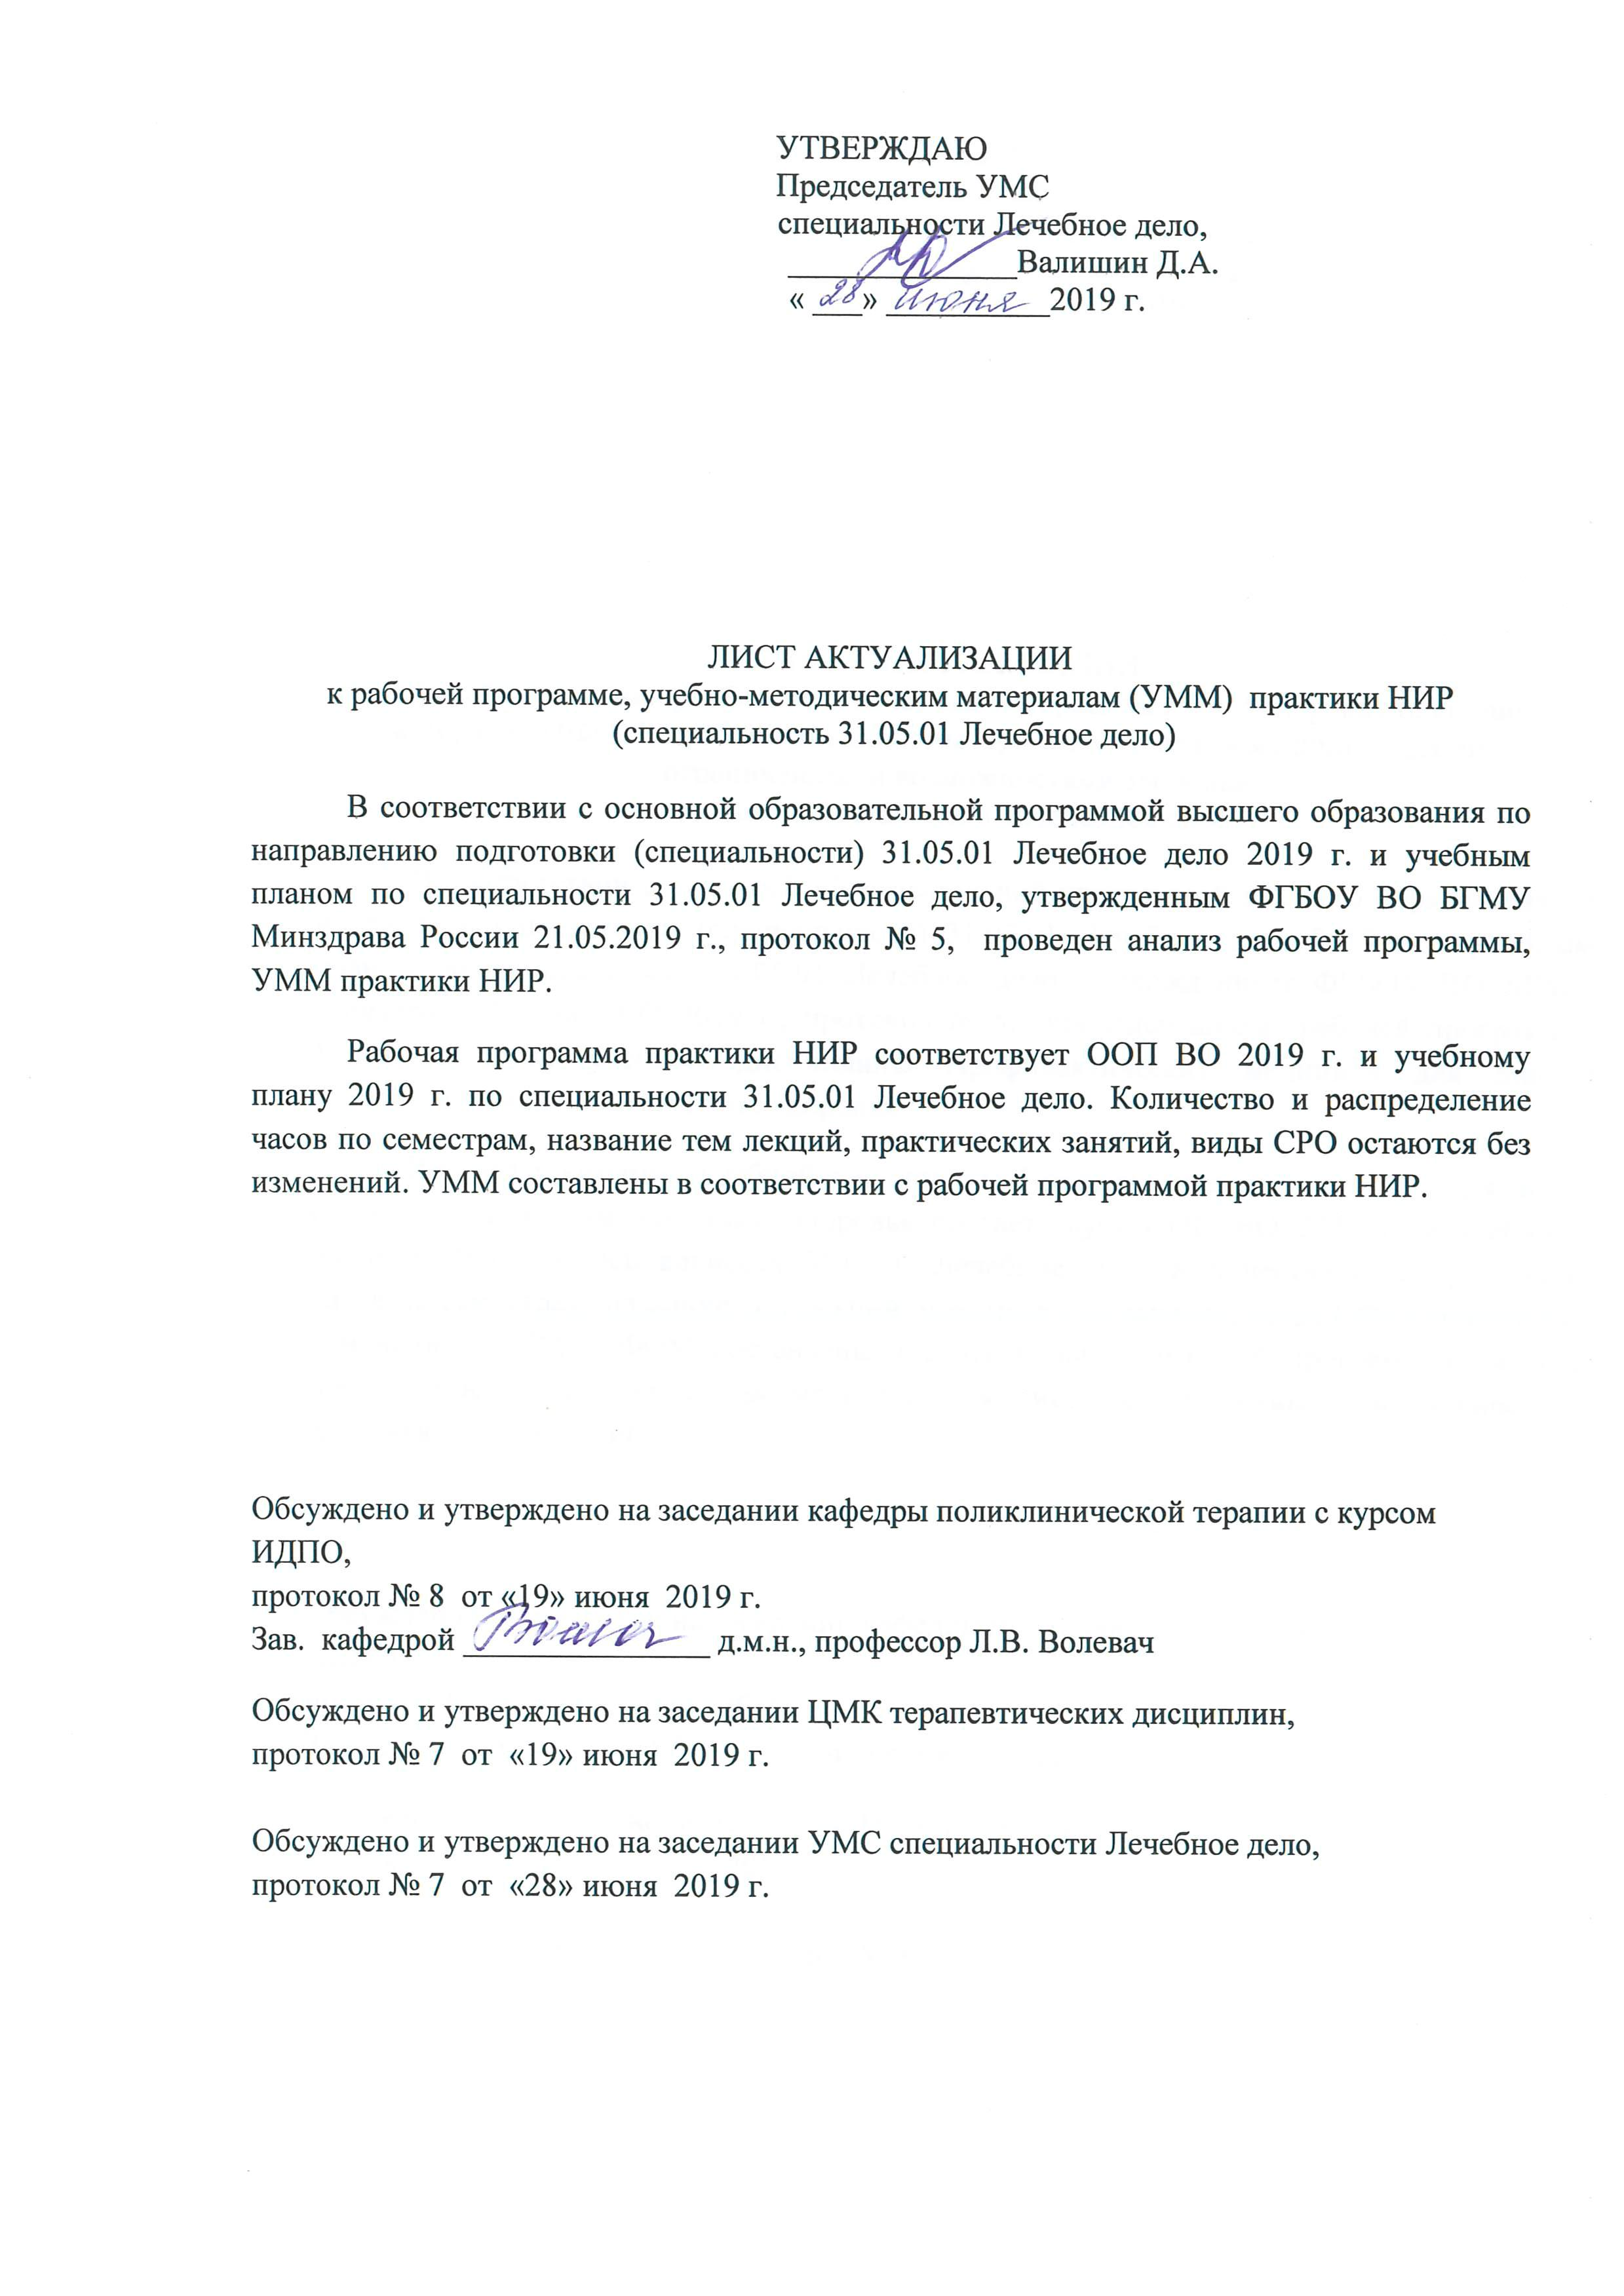 УТВЕРЖДАЮ
Председатель УМС
специальности Лечебное дело,
______________Валишин Д.А.
« 28 » июня 2019 г.
ЛИСТ АКТУАЛИЗАЦИИ
к рабочей программе, учебно-методическим материалам (УММ) практики НИР
(специальность 31.05.01 Лечебное дело)
В соответствии с основной образовательной программой высшего образования по
направлению подготовки (специальности) 31.05.01 Лечебное дело 2019 г. и учебным
планом по специальности 31.05.01 Лечебное дело, утвержденным ФГБОУ ВО БГМУ
Минздрава России 21.05.2019 г., протокол № 5, проведен анализ рабочей программы,
УММ практики НИР.
Рабочая программа практики НИР соответствует ООП ВО 2019 г. и учебному
плану 2019 г. по специальности 31.05.01 Лечебное дело. Количество и распределение
часов по семестрам, название тем лекций, практических занятий, виды СРО остаются без
изменений. УММ составлены в соответствии с рабочей программой практики НИР.
Обсуждено и утверждено на заседании кафедры поликлинической терапии с курсом
ИДПО,
протокол № 8 от «19» июня 2019 г.
Зав. кафедрой _______________ д.м.н., профессор Л.В. Волевач
Обсуждено и утверждено на заседании ЦМК терапевтических дисциплин,
протокол № 7 от «19» июня 2019 г.
Обсуждено и утверждено на заседании УМС специальности Лечебное дело,
протокол № 7 от «28» июня 2019 г.